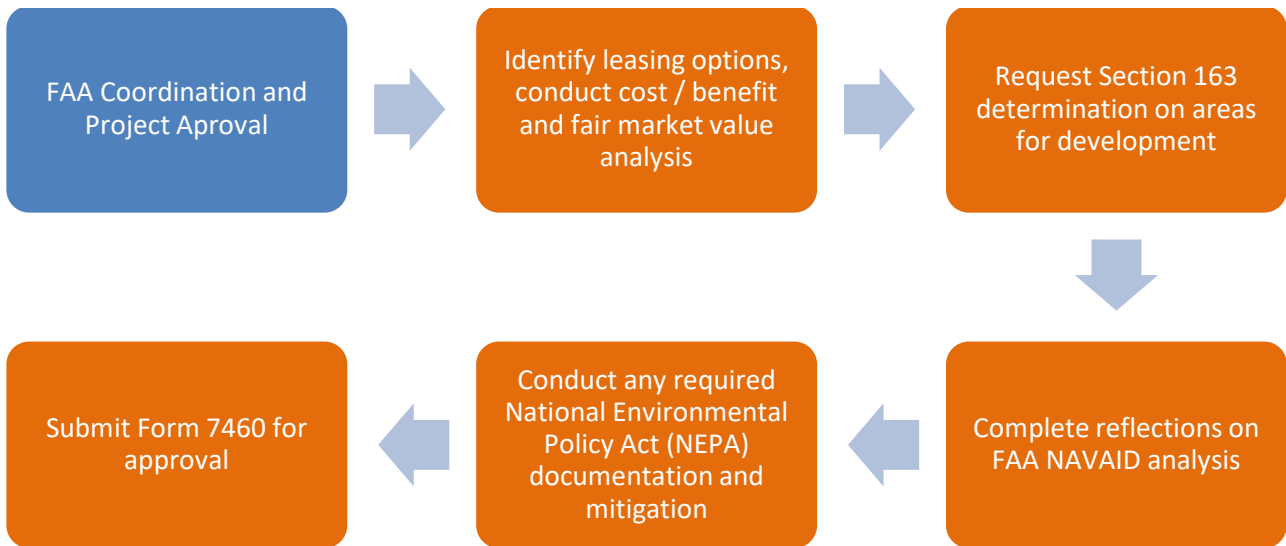 FAA Coordination and
Project Aproval
Identify leasing options,
conduct cost / benefit
and fair market value
analysis
Request Section 163
determination on areas
for development
Complete reflections on
FAA NAVAID analysis
Conduct any required
National Environmental
Policy Act (NEPA)
documentation and
mitigation
Submit Form 7460 for
approval